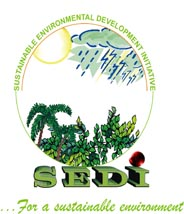 SUSTAINABLE ENVIRONMENTAL DEVELOPMENT INITIATIVE
SEDI
...For a sustainable environment